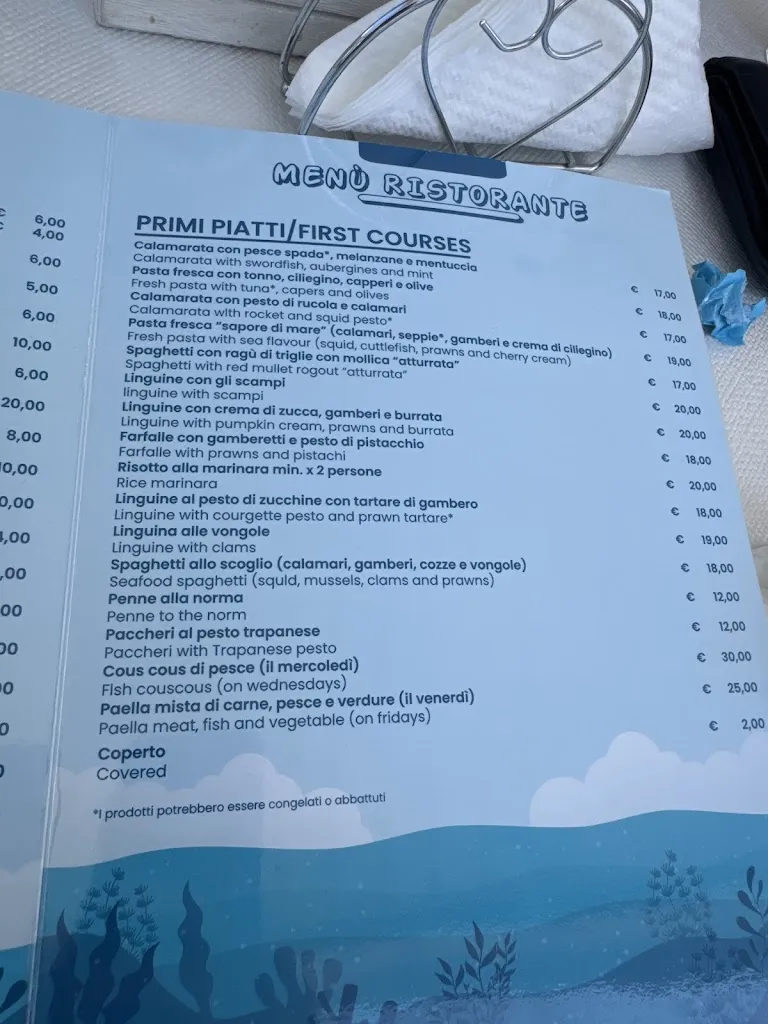 € 6,00
€ 4,00
6,00
5,00
6,00
10,00
6,00
20,00
8,00
0,00
0,00
,00
,00
00
00
0
0
MENÙ RISTORANTE
PRIMI PIATTI/FIRST COURSES
Calamarata con pesce spada*, melanzane e mentuccia € 17,00
Calamarata with swordfish, aubergines and mint
Pasta fresca con tonno, ciliegino, capperi e olive € 18,00
Fresh pasta with tuna*, capers and olives
Calamarata con pesto di rucola e calamari € 17,00
Calamarata with rocket and squid pesto*
Pasta fresca "sapore di mare" (calamari, seppie*, gamberi e crema di ciliegino) € 19,00
Fresh pasta with sea flavour (squid, cuttlefish, prawns and cherry cream)
Spaghetti con ragù di triglie con mollica "atturrata" € 17,00
Spaghetti with red mullet rogout "atturrata"
Linguine con gli scampi € 20,00
linguine with scampi
Linguine con crema di zucca, gamberi e burrata € 20,00
Linguine with pumpkin cream, prawns and burrata
Farfalle con gamberetti e pesto di pistacchio € 18,00
Farfalle with prawns and pistachi
Risotto alla marinara min. x 2 persone € 20,00
Rice marinara
Linguine al pesto di zucchine con tartare di gambero € 18,00
Linguine with courgette pesto and prawn tartare*
Linguina alle vongole € 19,00
Linguine with clams
Spaghetti allo scoglio (calamari, gamberi, cozze e vongole) € 18,00
Seafood spaghetti (squid, mussels, clams and prawns)
Penne alla norma € 12,00
Penne to the norm
Paccheri al pesto trapanese € 12,00
Paccheri with Trapanese pesto
Cous cous di pesce (il mercoledì) € 30,00
Fish couscous (on wednesdays)
Paella mista di carne, pesce e verdure (il venerdì) € 25,00
Paella meat, fish and vegetable (on fridays)
Coperto € 2,00
Covered
*I prodotti potrebbero essere congelati o abbattuti